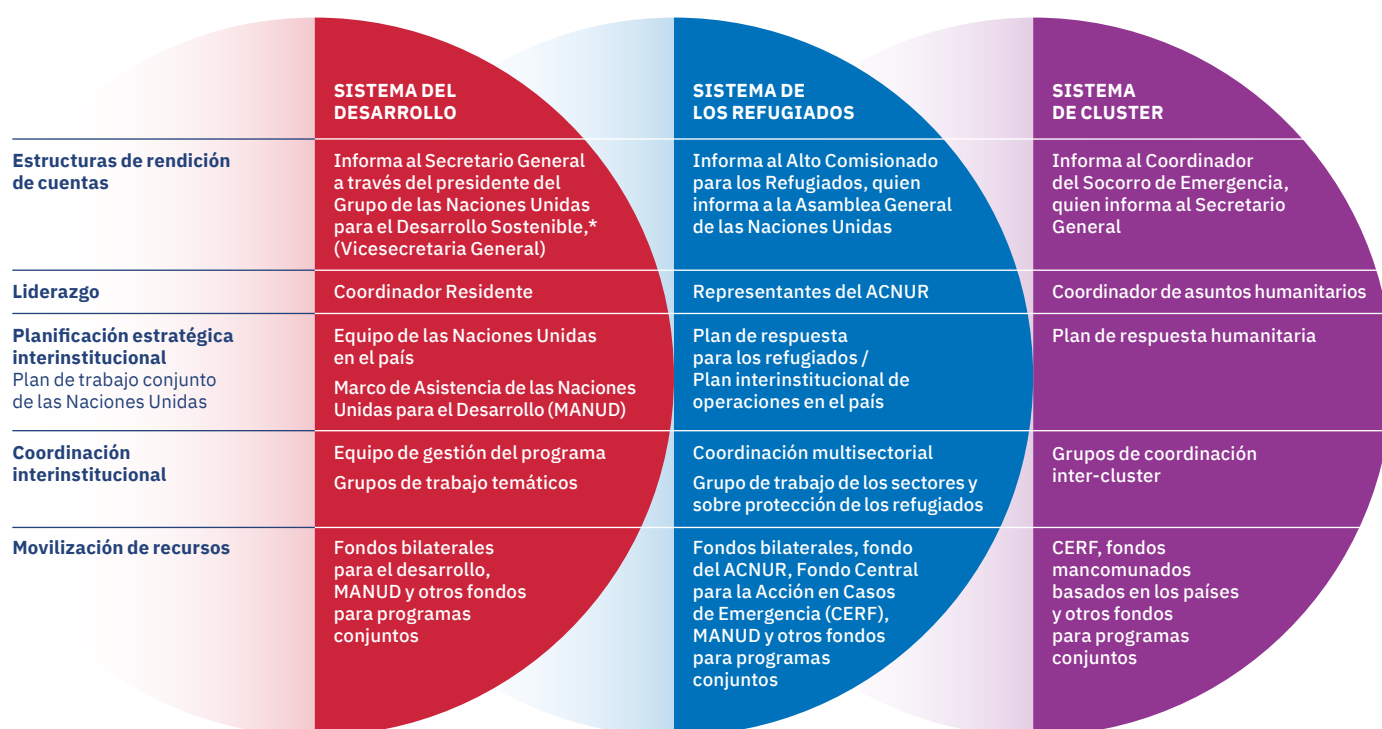 SISTEMA DEL
DESARROLLO
SISTEMA DE
LOS REFUGIADOS
SISTEMA
DE CLUSTER
Estructuras de rendición
de cuentas
Informa al Secretario General
a través del presidente del
Grupo de las Naciones Unidas
para el Desarrollo Sostenible,*
(Vicesecretaria General)
Informa al Alto Comisionado
para los Refugiados, quien
informa a la Asamblea General
de las Naciones Unidas
Informa al Coordinador
del Socorro de Emergencia,
quien informa al Secretario
General
Liderazgo
Coordinador Residente
Representantes del ACNUR
Coordinador de asuntos humanitarios
Planificación estratégica
interinstitucional
Plan de trabajo conjunto
de las Naciones Unidas
Equipo de las Naciones Unidas
en el país
Marco de Asistencia de las Naciones
Unidas para el Desarrollo (MANUD)
Plan de respuesta
para los refugiados /
Plan interinstitucional de
operaciones en el país
Plan de respuesta humanitaria
Coordinación
interinstitucional
Equipo de gestión del programa
Grupos de trabajo temáticos
Coordinación multisectorial
Grupo de trabajo de los sectores y
sobre protección de los refugiados
Grupos de coordinación
inter-cluster
Movilización de recursos
Fondos bilaterales
para el desarrollo,
MANUD y otros fondos
para programas
conjuntos
Fondos bilaterales, fondo
del ACNUR, Fondo Central
para la Acción en Casos
de Emergencia (CERF),
MANUD y otros fondos
para programas
conjuntos
CERF, fondos
mancomunados
basados en los países
y otros fondos
para programas
conjuntos